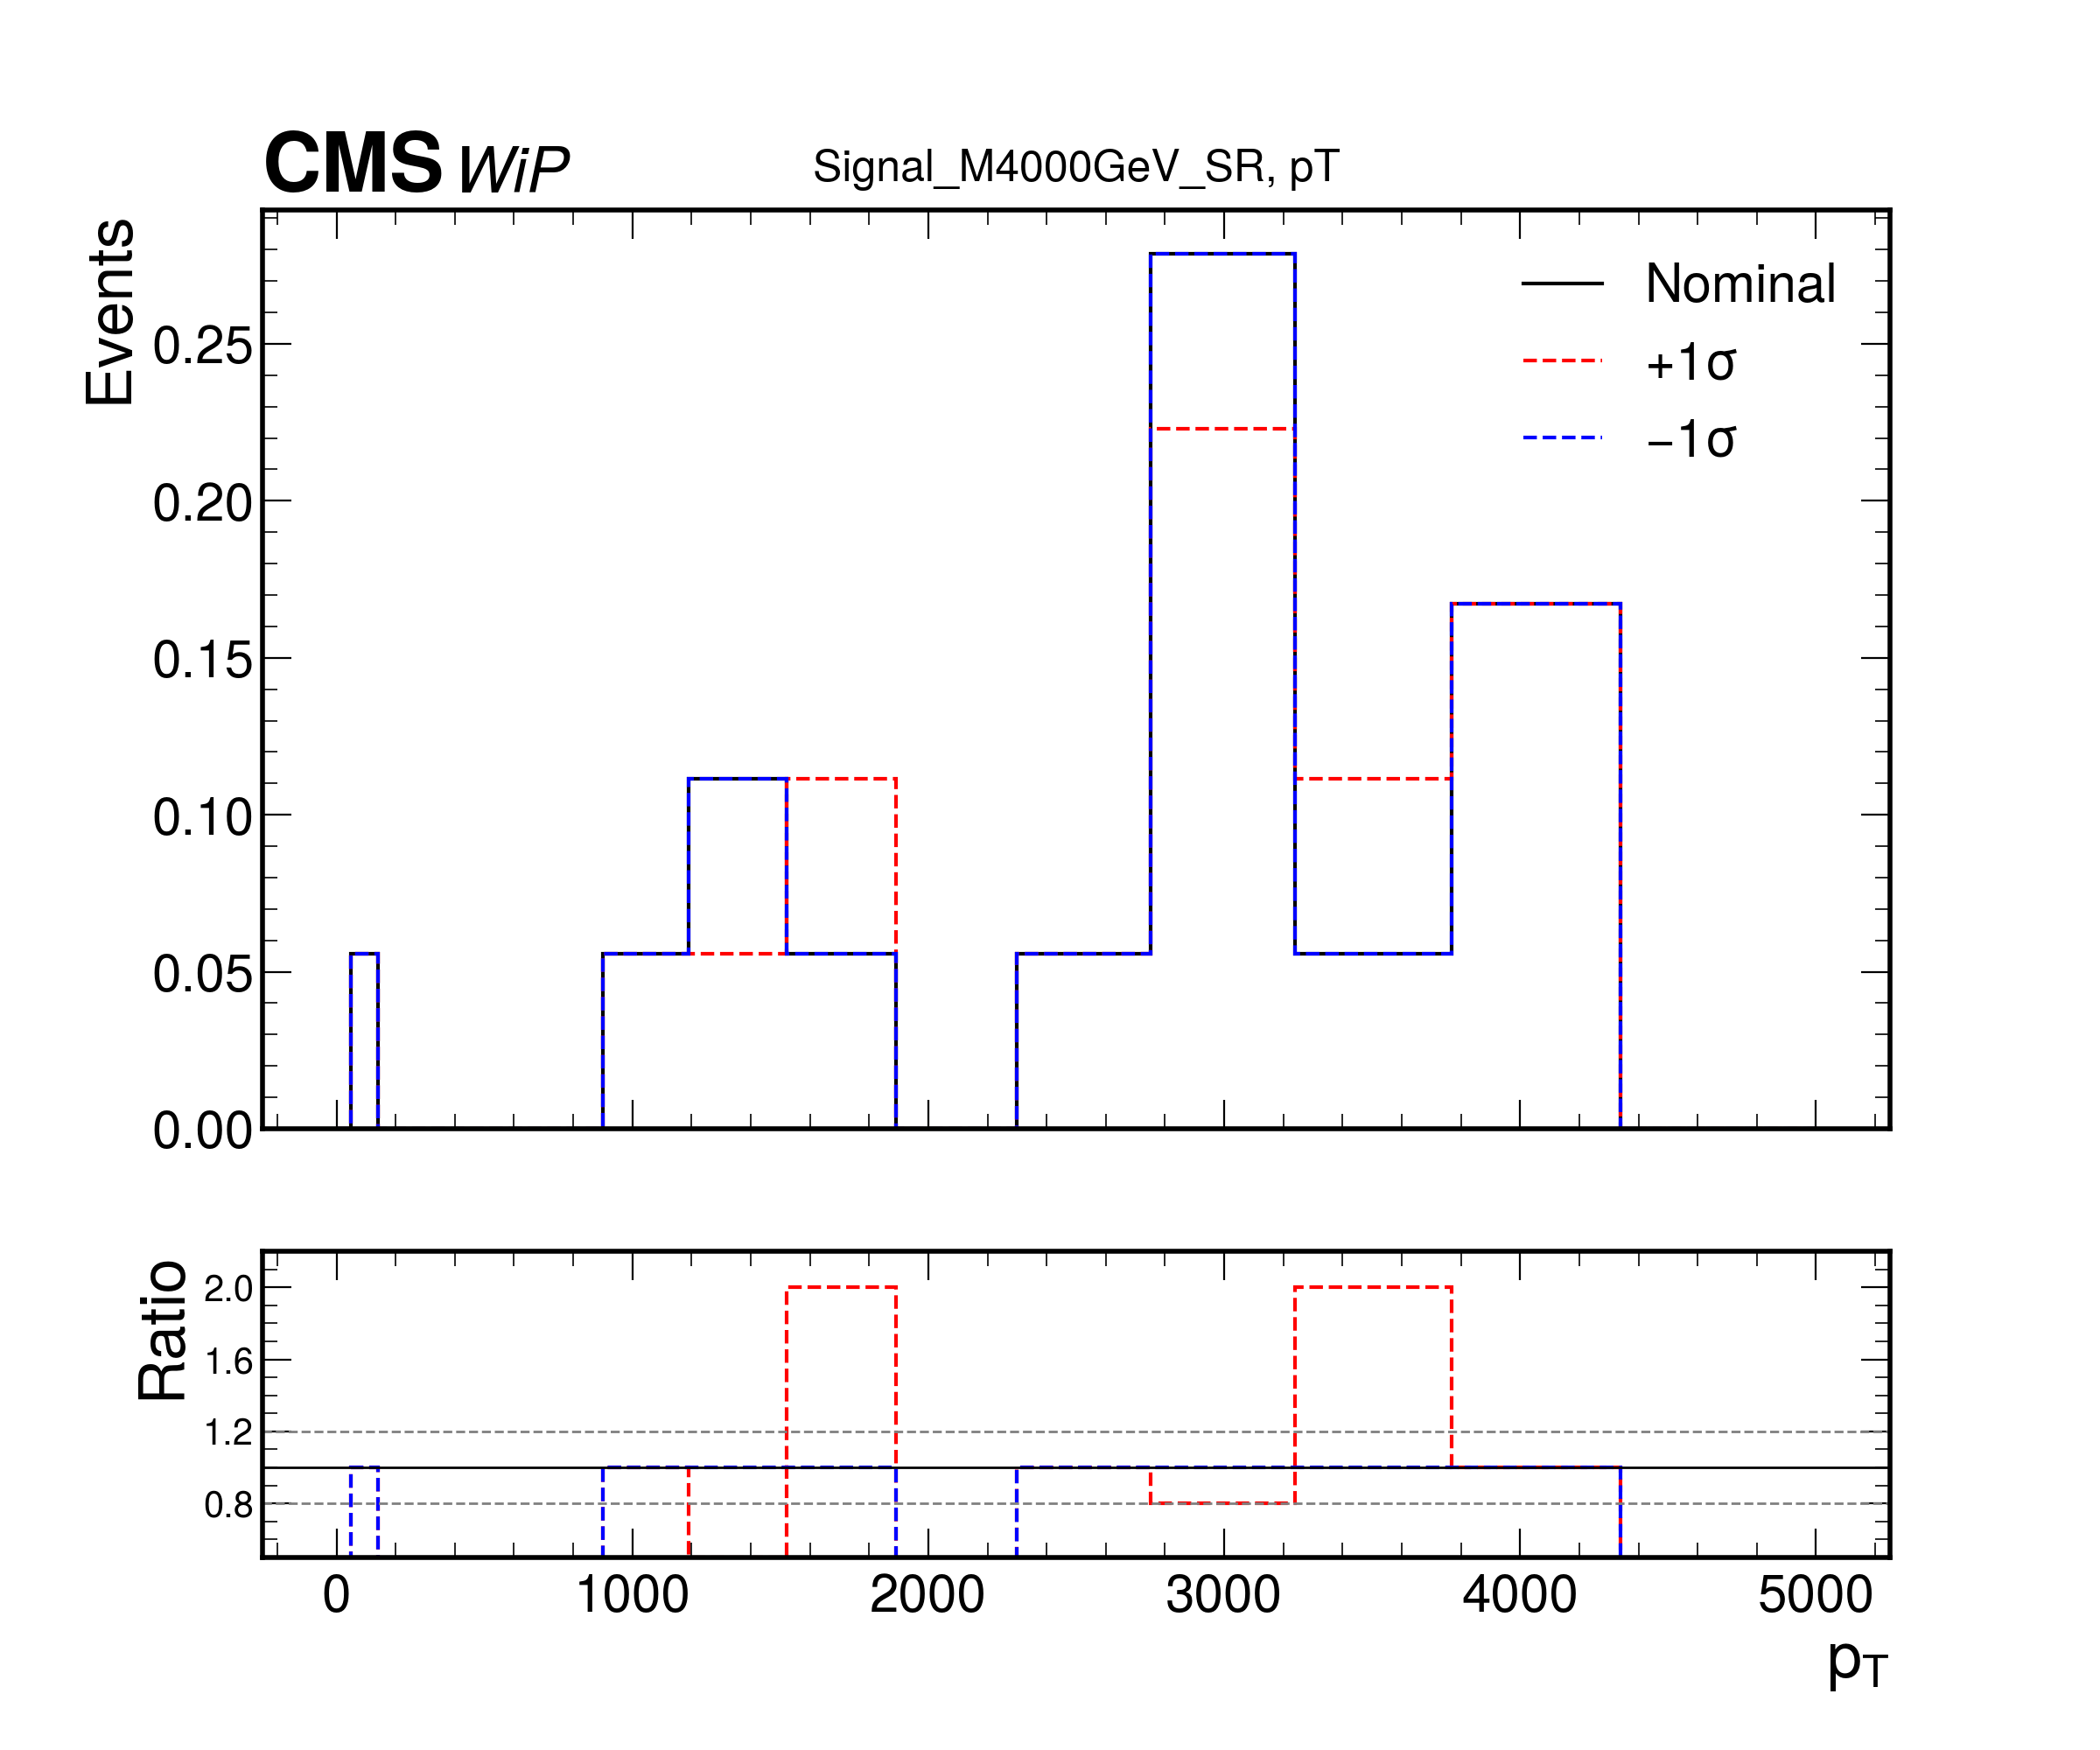 CMS WiP
Signal_M4000GeV_SR, pT
Events
0.25
0.20
0.15
0.10
0.05
0.00
Nominal
+1σ
−1σ
Ratio
2.0
1.6
1.2
0.8
0 1000 2000 3000 4000 5000
pT